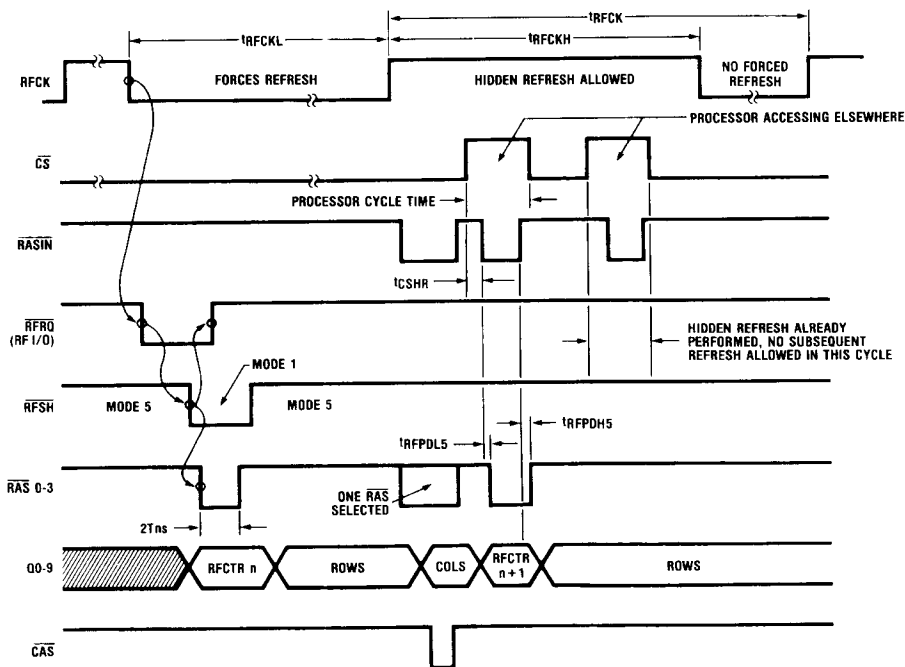 tRFCK
tRFCKL
tRFCKH
RFCK
FORCES REFRESH
HIDDEN REFRESH ALLOWED
NO FORCED
REFRESH
PROCESSOR ACCESSING ELSEWHERE
CS
PROCESSOR CYCLE TIME
RASIN
tCSHR
RFRQ
(RF I/O)
HIDDEN REFRESH ALREADY
PERFORMED, NO SUBSEQUENT
REFRESH ALLOWED IN THIS CYCLE
MODE 1
RFSH
MODE 5
MODE 5
tRFPDH5
tRFPDL5
RAS 0-3
ONE RAS
SELECTED
2Tns
Q0-9
RFCTR n
ROWS
COLS
RFCTR
n+1
ROWS
CAS